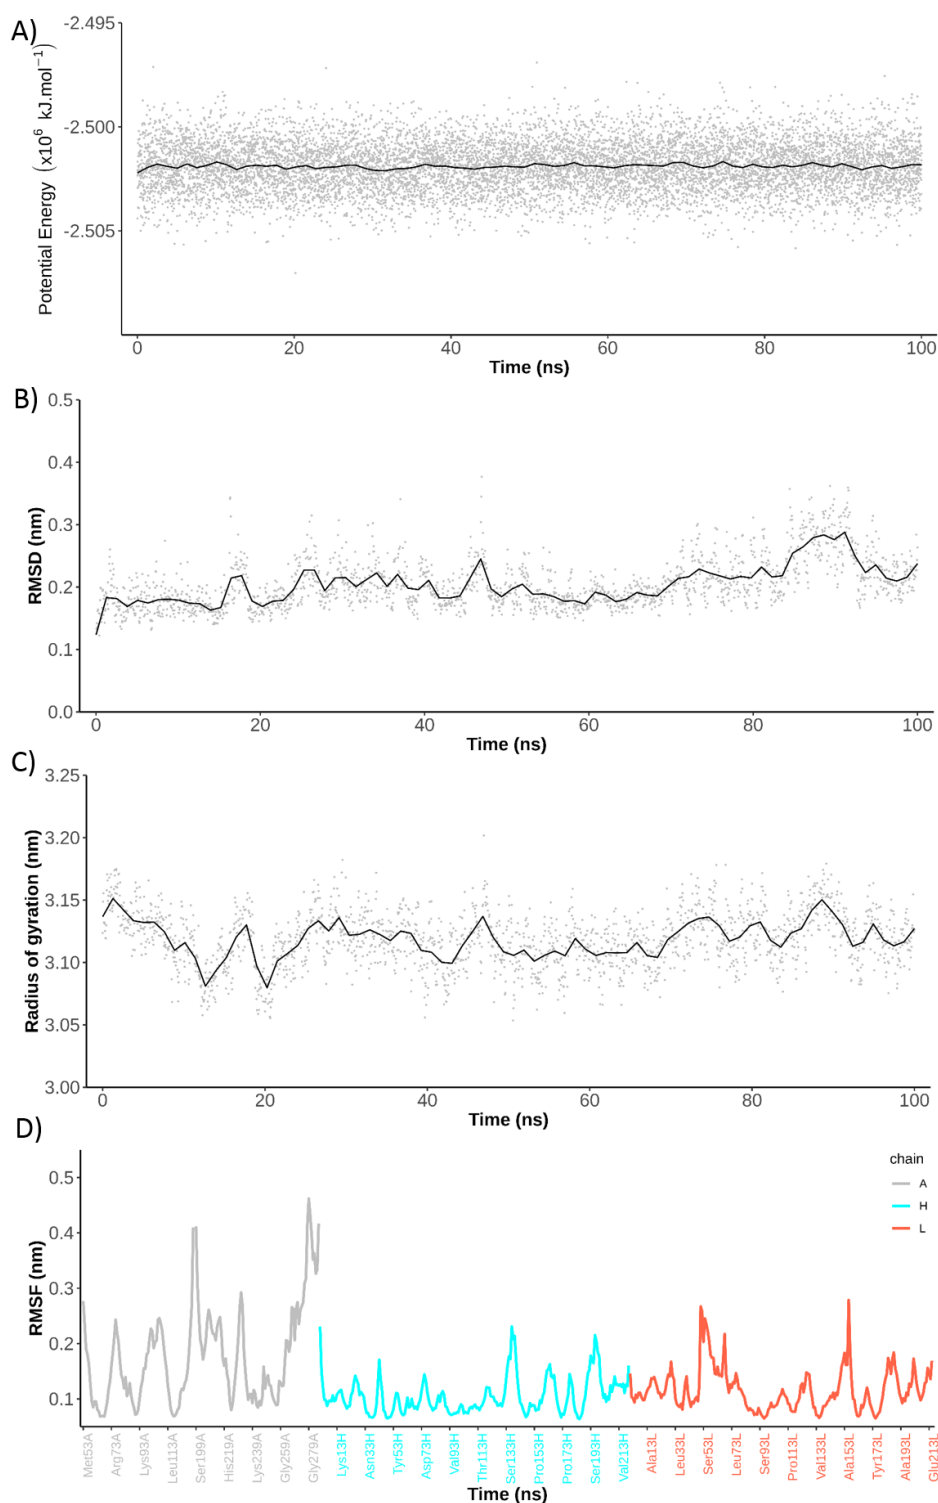 A)
-2.495
-2.500
-2.505
Potential Energy (x10⁶ kJ.mol⁻¹)
0 20 40 60 80 100
Time (ns)
B)
0.5
0.4
0.3
0.2
0.1
0.0
RMSD (nm)
0 20 40 60 80 100
Time (ns)
C)
3.25
3.20
3.15
3.10
3.05
3.00
Radius of gyration (nm)
0 20 40 60 80 100
Time (ns)
D)
0.5
0.4
0.3
0.2
0.1
RMSF (nm)
chain
A
H
L
Met53A Arg73A Lys93A Leu113A Ser199A His219A Lys239A Gly259A Gly279A Lys13H Asn33H Tyr53H Asp73H Val93H Thr113H Ser133H Pro153H Pro173H Ser193H Val213H Ala13L Leu33L Ser53L Leu73L Ser93L Pro113L Val133L Ala153L Tyr173L Ala193L Glu213L
Time (ns)